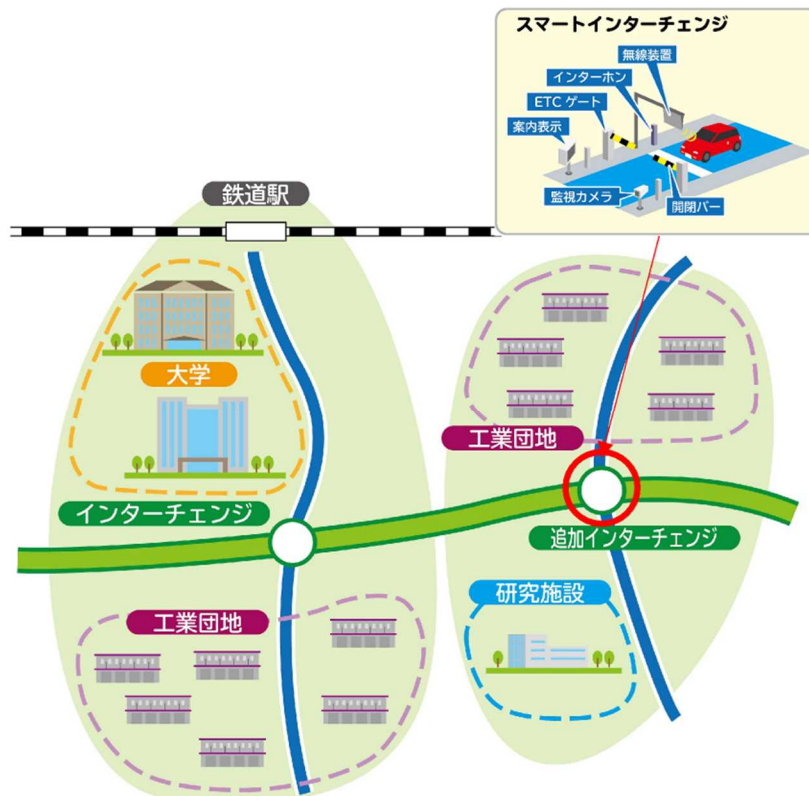 スマートインターチェンジ
無線装置
インターホン
ETC ゲート
案内表示
監視カメラ
開閉バー
鉄道駅
大学
工業団地
インターチェンジ
追加インターチェンジ
工業団地
研究施設